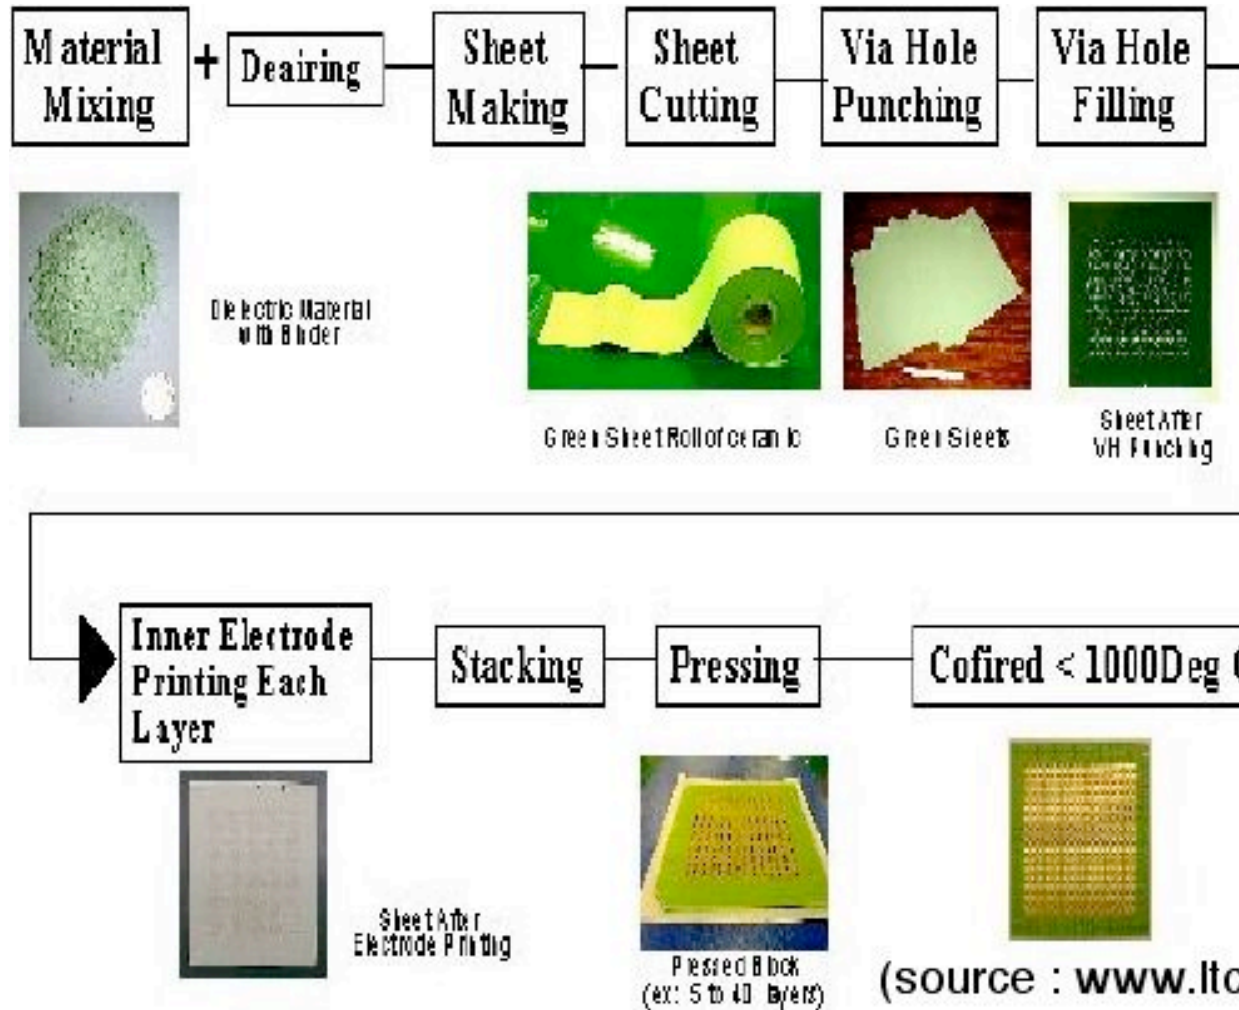 Material
Mixing
+
Deairing
Sheet
Making
Sheet
Cutting
Via Hole
Punching
Via Hole
Filling
Dielectric Material
with Binder
Green Sheet Roll of ceramic
Green Sheets
Sheet After
VH Punching
Inner Electrode
Printing Each
Layer
Stacking
Pressing
Cofired < 1000Deg
Sheet After
Electrode Printing
Pressed Block
(ex: 5 to 40 layers)
(source : www.ltc